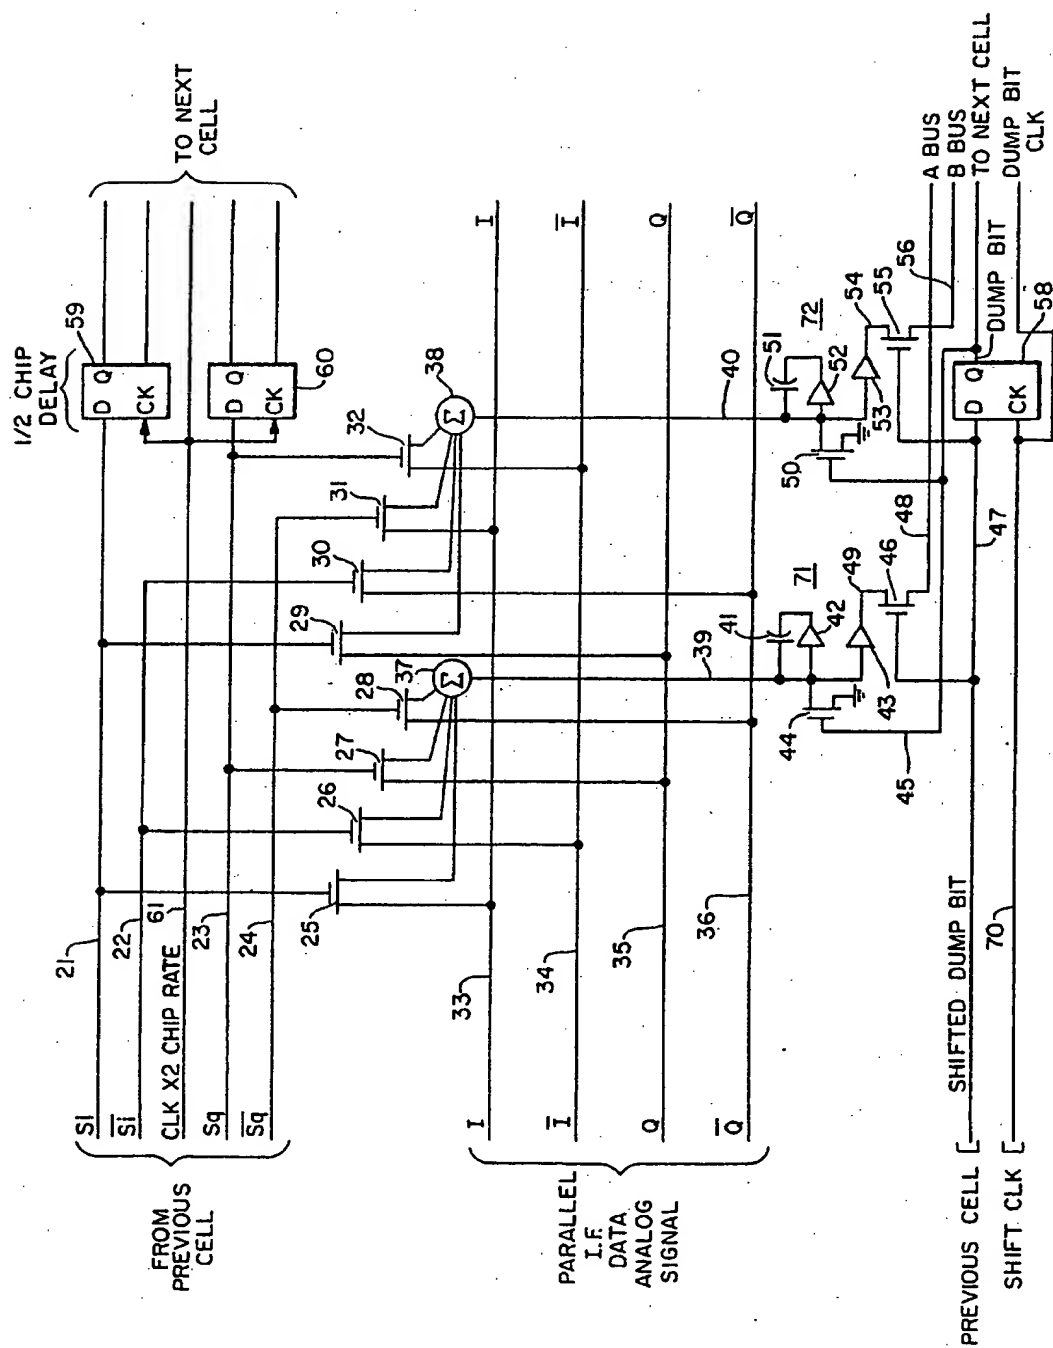 1/2 CHIP
DELAY
FROM
PREVIOUS
CELL
Si
S̅i̅
CLK X2 CHIP RATE
Sq
S̅q̅
21
22
61
23
24
D Q
CK
59
D Q
CK
60
TO NEXT
CELL
25
26
27
28
29
30
31
32
Σ
37
Σ
38
PARALLEL
I.F.
DATA
ANALOG
SIGNAL
I
I̅
Q
Q̅
33
34
35
36
I
I̅
Q
Q̅
39
40
41
42
71
43
44
45
46
47
48
49
50
51
52
72
53
54
55
56
A BUS
B BUS
TO NEXT CELL
DUMP BIT
CLK
DUMP BIT
D Q
CK
58
PREVIOUS CELL [
SHIFTED DUMP BIT
SHIFT CLK [
70